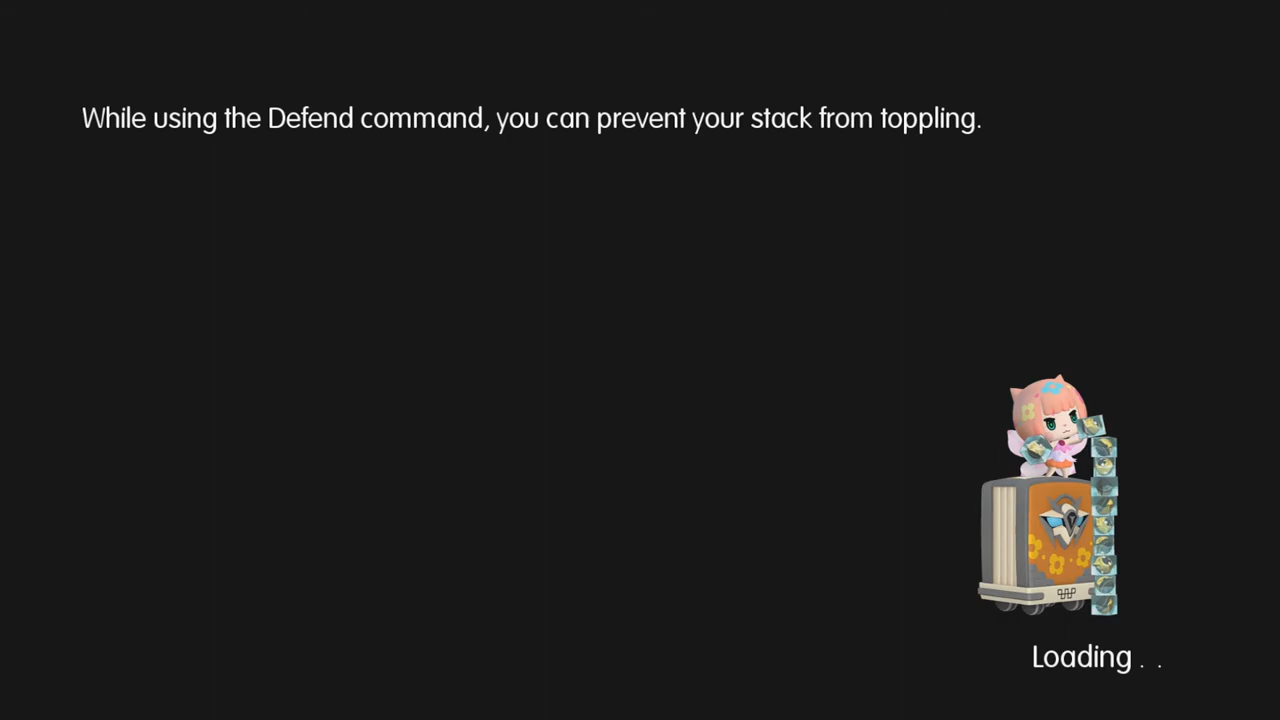 While using the Defend command, you can prevent your stack from toppling.
Loading . .